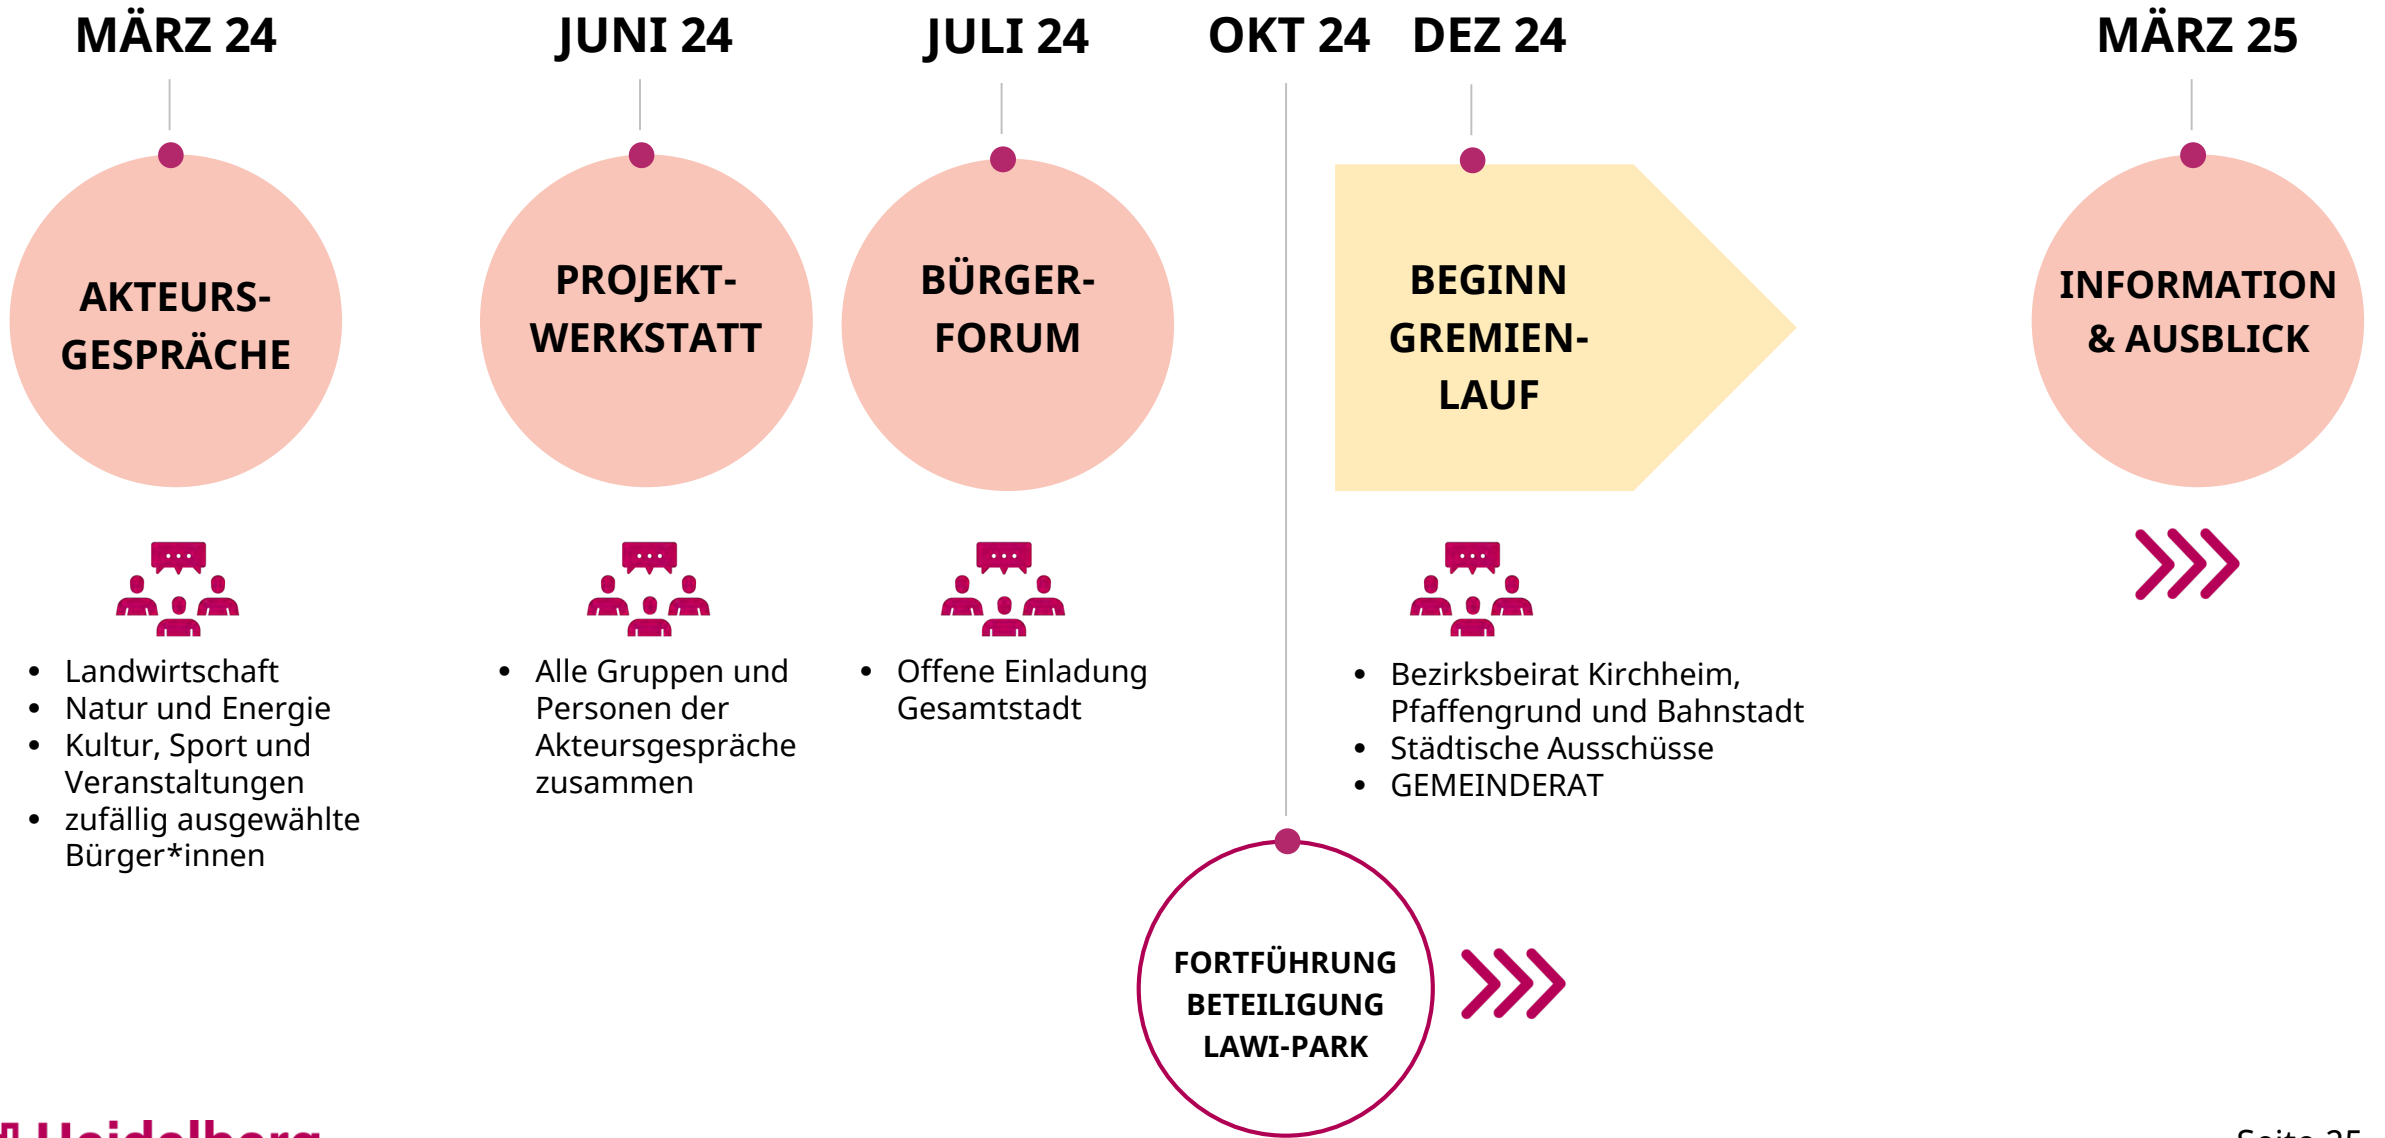 MÄRZ 24
JUNI 24
JULI 24
OKT 24
DEZ 24
MÄRZ 25
AKTEURS-
GESPRÄCHE
PROJEKT-
WERKSTATT
BÜRGER-
FORUM
BEGINN
GREMIEN-
LAUF
INFORMATION
& AUSBLICK
• Landwirtschaft
• Natur und Energie
• Kultur, Sport und
Veranstaltungen
• zufällig ausgewählte
Bürger*innen
• Alle Gruppen und
Personen der
Akteursgespräche
zusammen
• Offene Einladung
Gesamtstadt
• Bezirksbeirat Kirchheim,
Pfaffengrund und Bahnstadt
• Städtische Ausschüsse
• GEMEINDERAT
FORTFÜHRUNG
BETEILIGUNG
LAWI-PARK
Heidelberg
Seite